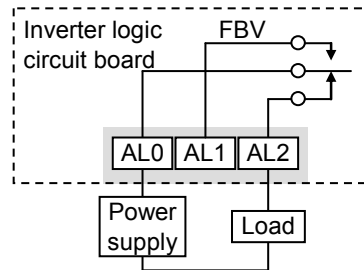 Inverter logic
circuit board
FBV
AL0 AL1 AL2
Power
supply
Load